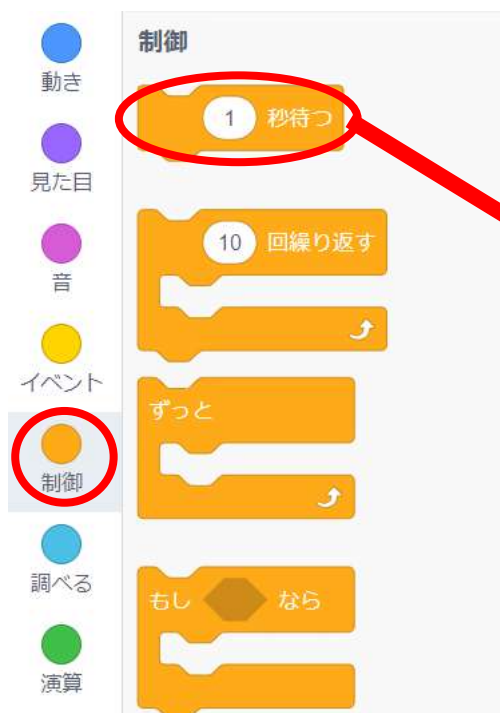 動き
見た目
音
イベント
制御
調べる
演算
制御
1 秒待つ
10 回繰り返す
ずっと
もし なら